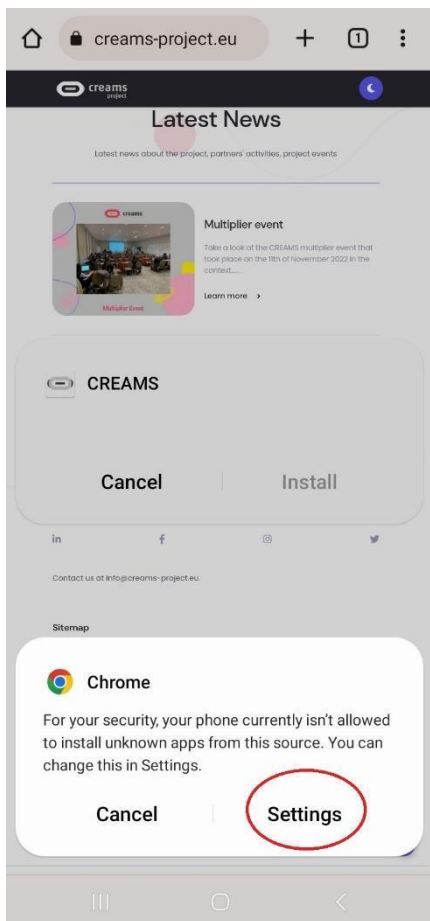 creams-project.eu
1
creams
project
Latest News
Latest news about the project, partners' activities, project events
creams
Multiplier Event
Multiplier event
Take a look at the CREAMS multiplier event that
took place on the 11th of November 2022 in the
context.....
Learn more >
CREAMS
Cancel
Install
in
f
Contact us at info@creams-project.eu
Sitemap
Chrome
For your security, your phone currently isn't allowed
to install unknown apps from this source. You can
change this in Settings.
Cancel
Settings